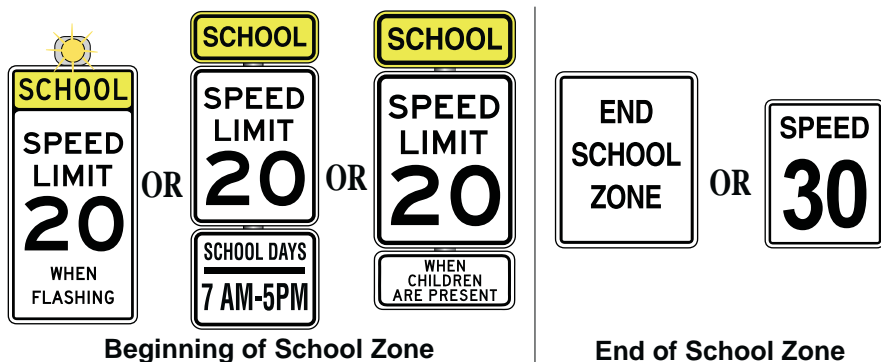 SCHOOL
SPEED
LIMIT
20
WHEN
FLASHING
OR
SCHOOL
SPEED
LIMIT
20
SCHOOL DAYS
7 AM-5PM
OR
SCHOOL
SPEED
LIMIT
20
WHEN
CHILDREN
ARE PRESENT
Beginning of School Zone
END
SCHOOL
ZONE
OR
SPEED
30
End of School Zone